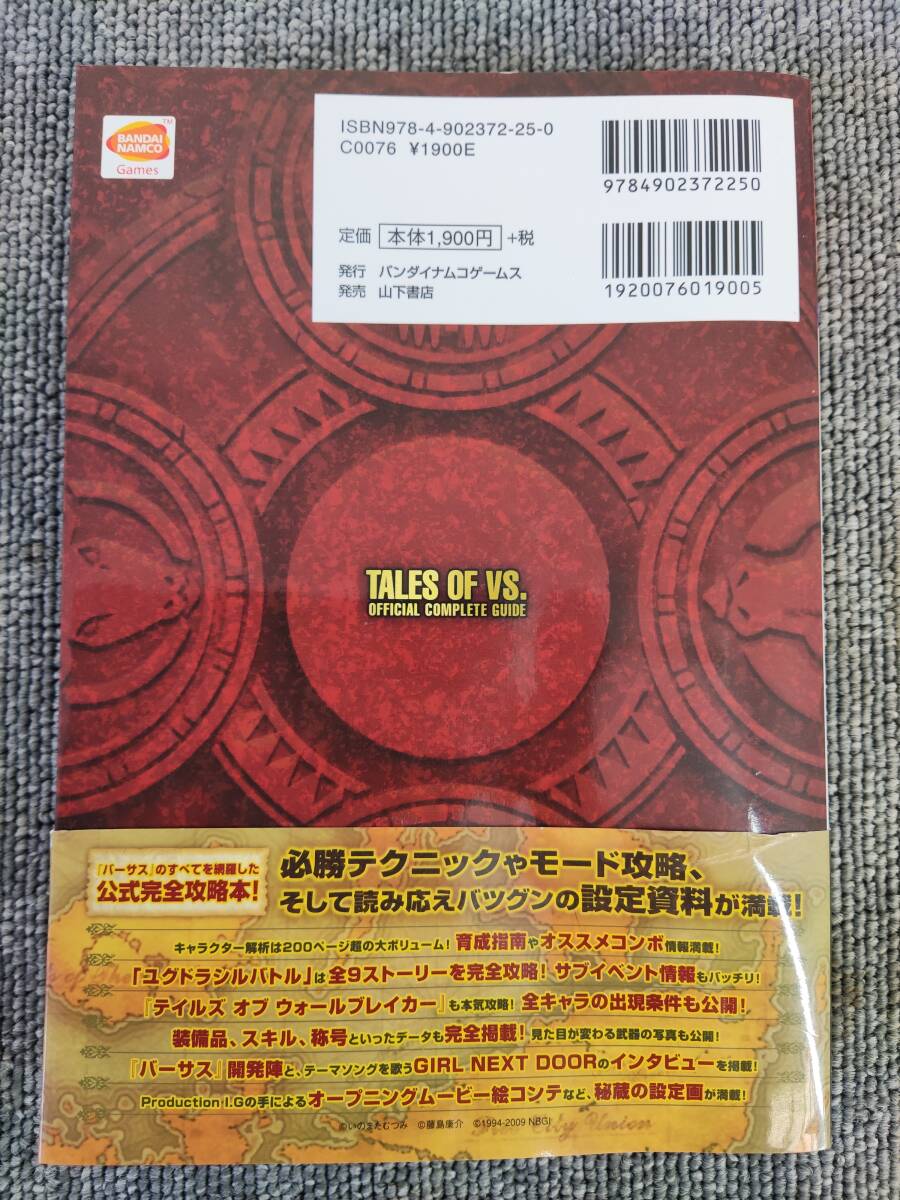 BANDAI
NAMCO
TM
Games
ISBN978-4-902372-25-0
C0076 ¥1900E
9784902372250
定価 本体1,900円 +税
発行 バンダイナムコゲームス
発売 山下書店
1920076019005
TALES OF VS.
OFFICIAL COMPLETE GUIDE
『バーサス』のすべてを網羅した
公式完全攻略本!
必勝テクニックやモード攻略、
そして読み応えバツグンの設定資料が満載!
キャラクター解析は200ページ超の大ボリューム! 育成指南やオススメコンボ情報満載!
「ユグドラシルバトル」は全9ストーリーを完全攻略! サブイベント情報もバッチリ!
『テイルズ オブ ウォールブレイカー』も本気攻略! 全キャラの出現条件も公開!
装備品、スキル、称号といったデータも完全掲載! 見た目が変わる武器の写真も公開!
『バーサス』開発陣と、テーマソングを歌うGIRL NEXT DOORのインタビューを掲載!
Production I.Gの手によるオープニングムービー絵コンテなど、秘蔵の設定画が満載!
©いのまたむつみ ©藤島康介 ©1994-2009 NBGI